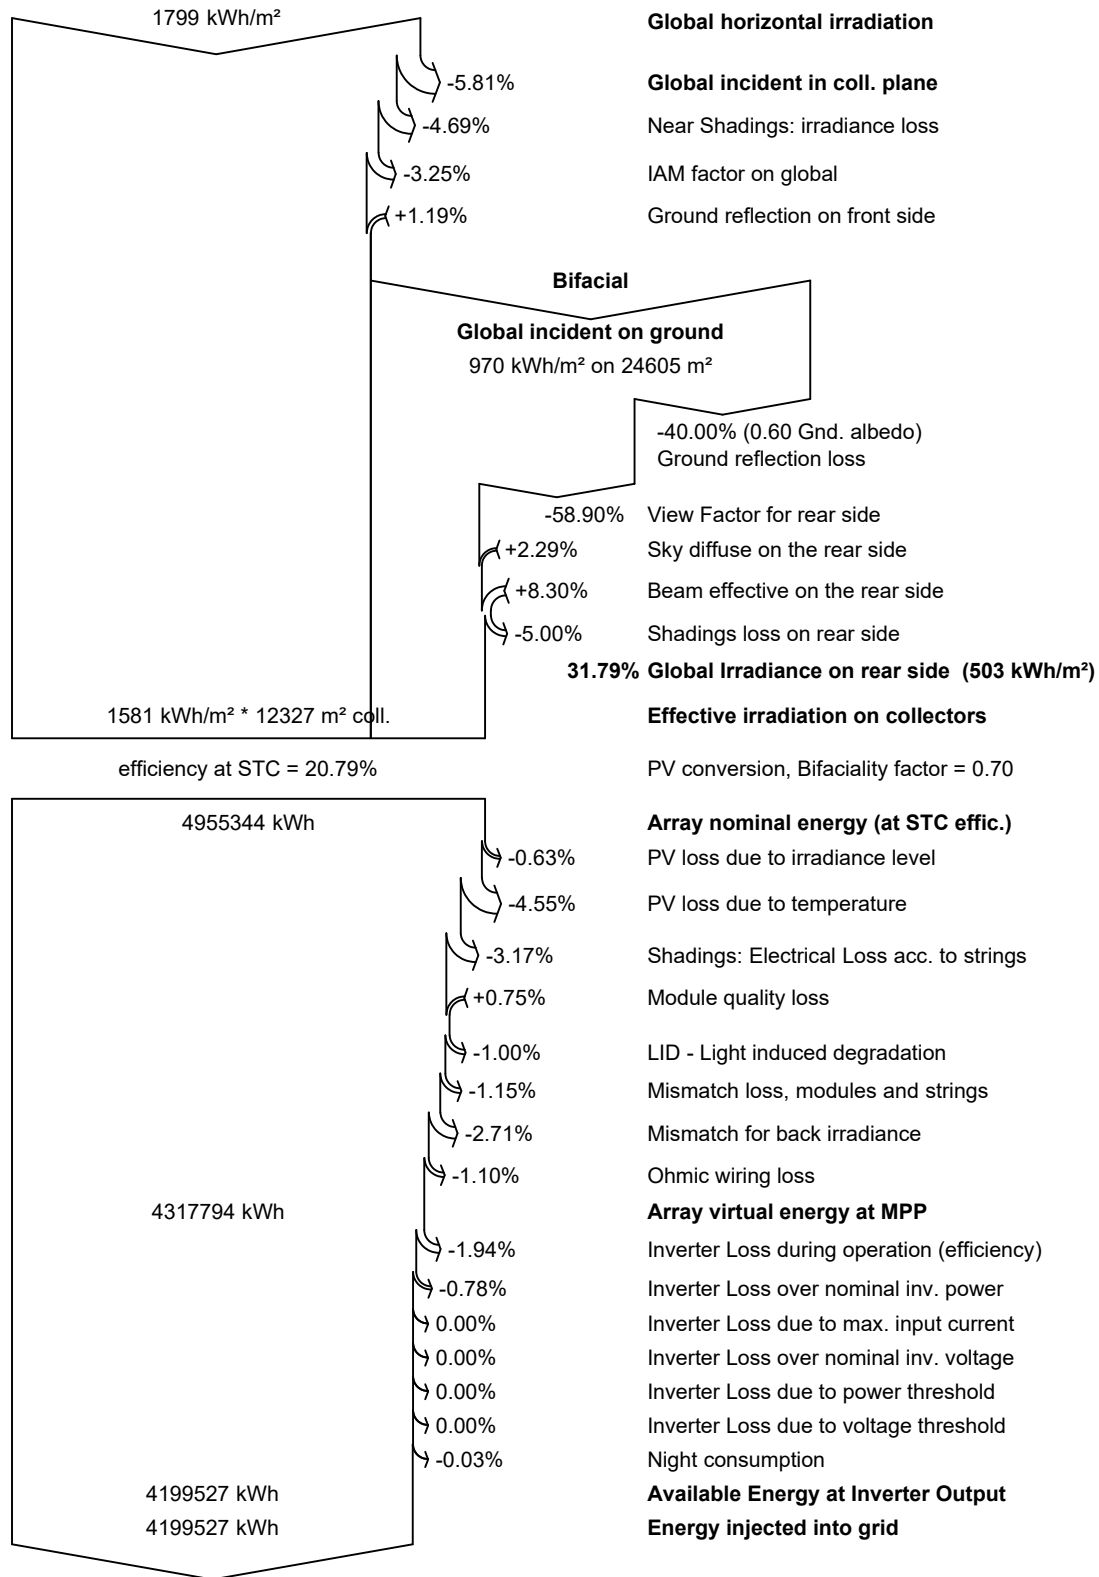 1799 kWh/m² Global horizontal irradiation
-5.81% Global incident in coll. plane
-4.69% Near Shadings: irradiance loss
-3.25% IAM factor on global
+1.19% Ground reflection on front side
Bifacial
Global incident on ground
970 kWh/m² on 24605 m²
-40.00% (0.60 Gnd. albedo)
Ground reflection loss
-58.90% View Factor for rear side
+2.29% Sky diffuse on the rear side
+8.30% Beam effective on the rear side
-5.00% Shadings loss on rear side
31.79% Global Irradiance on rear side (503 kWh/m²)
1581 kWh/m² * 12327 m² coll. Effective irradiation on collectors
efficiency at STC = 20.79% PV conversion, Bifaciality factor = 0.70
4955344 kWh Array nominal energy (at STC effic.)
-0.63% PV loss due to irradiance level
-4.55% PV loss due to temperature
-3.17% Shadings: Electrical Loss acc. to strings
+0.75% Module quality loss
-1.00% LID - Light induced degradation
-1.15% Mismatch loss, modules and strings
-2.71% Mismatch for back irradiance
-1.10% Ohmic wiring loss
4317794 kWh Array virtual energy at MPP
-1.94% Inverter Loss during operation (efficiency)
-0.78% Inverter Loss over nominal inv. power
0.00% Inverter Loss due to max. input current
0.00% Inverter Loss over nominal inv. voltage
0.00% Inverter Loss due to power threshold
0.00% Inverter Loss due to voltage threshold
-0.03% Night consumption
4199527 kWh Available Energy at Inverter Output
4199527 kWh Energy injected into grid